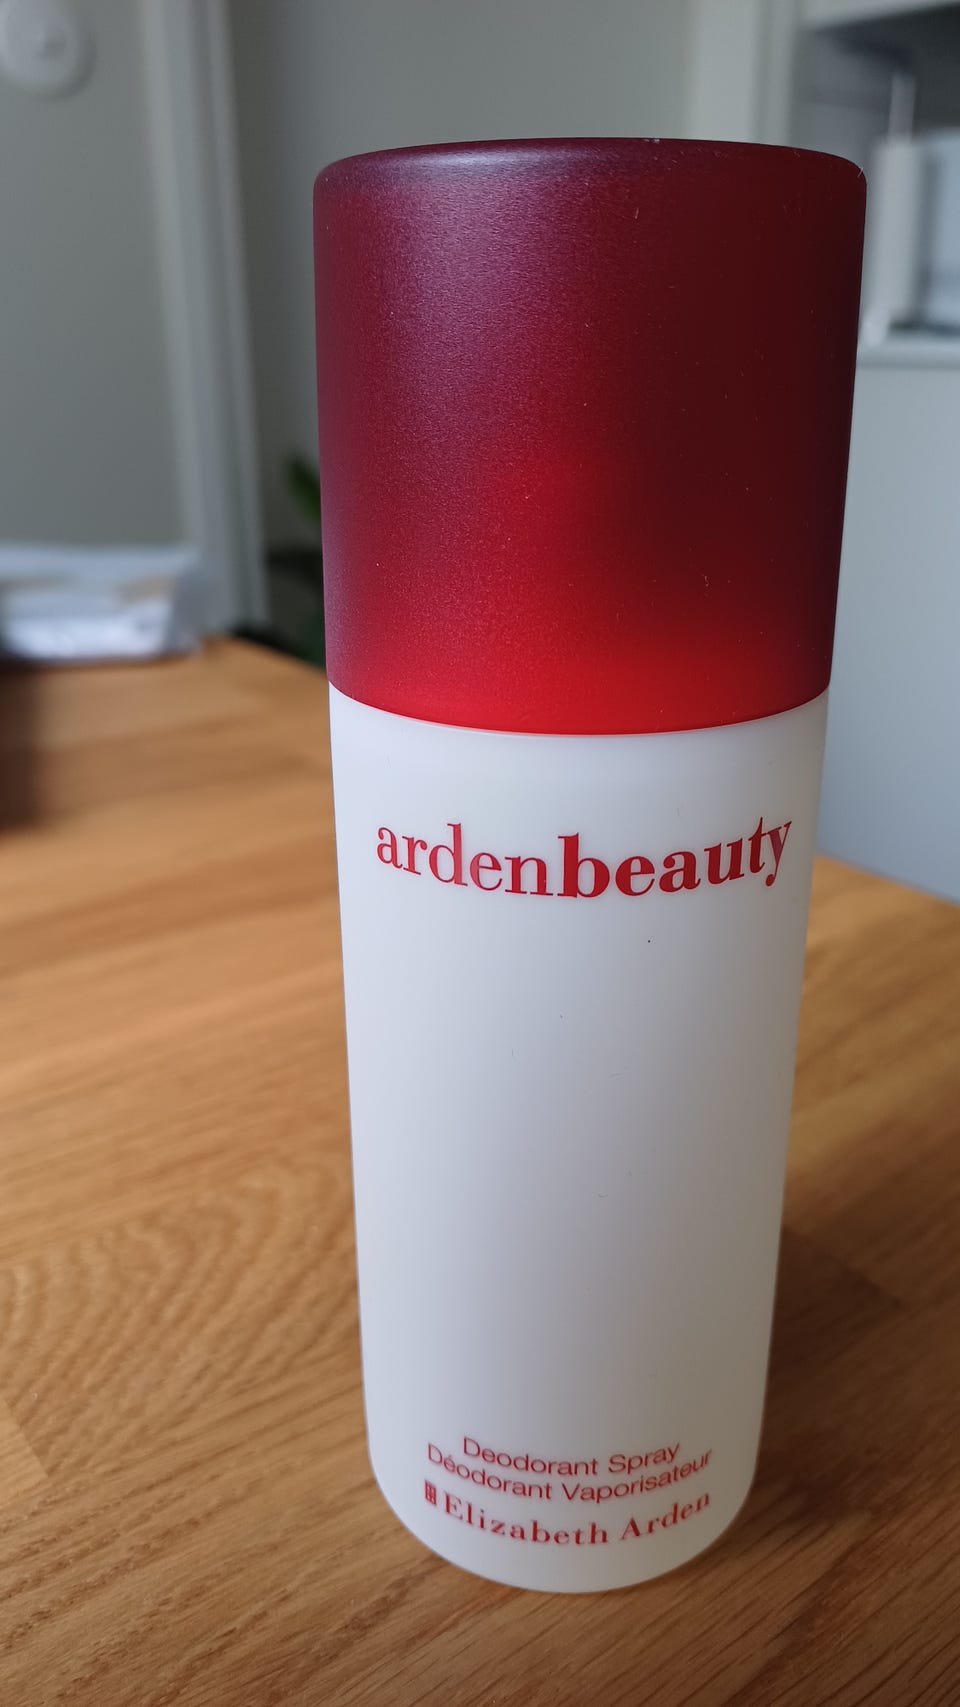 ardenbeauty
Deodorant Spray
Déodorant Vaporisateur
Elizabeth Arden